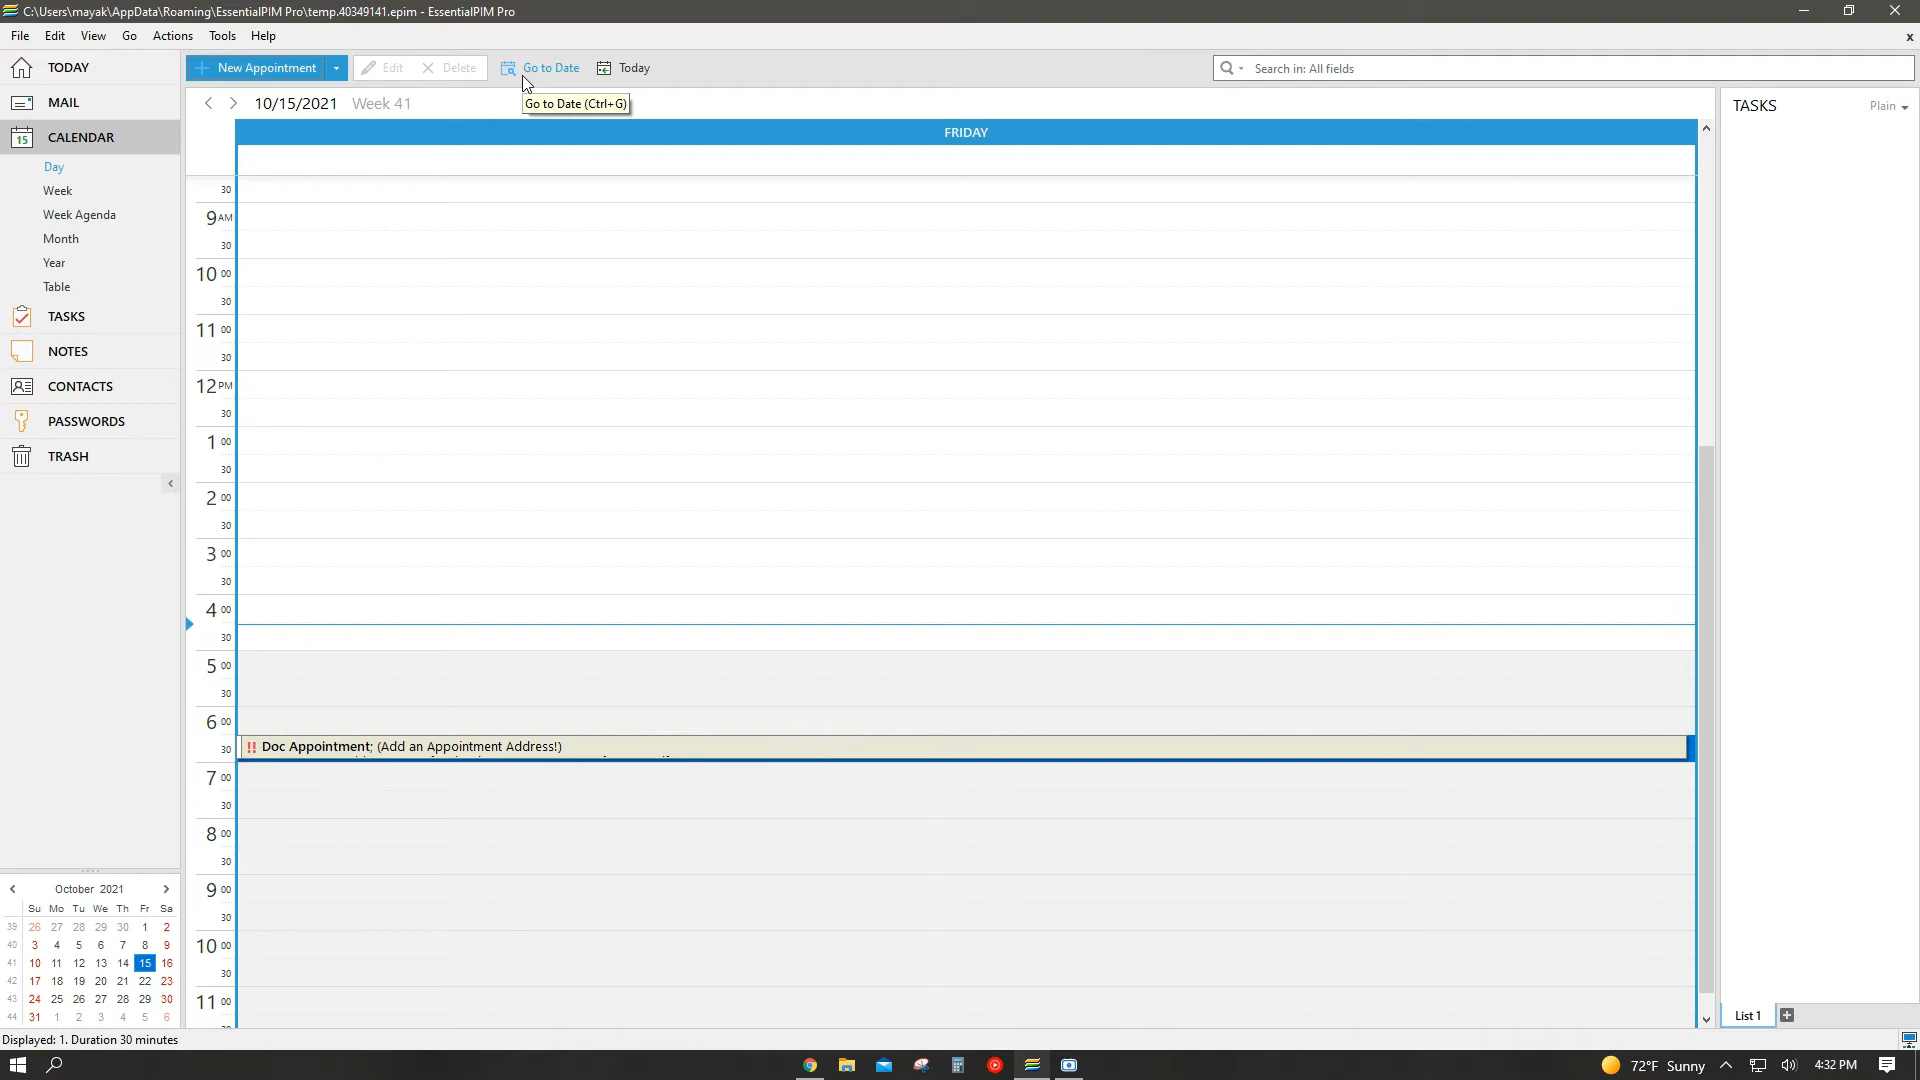 C:\Users\mayak\AppData\Roaming\EssentialPIM Pro\temp.40349141.epim - EssentialPIM Pro
File Edit View Go Actions Tools Help x
TODAY
MAIL
CALENDAR
15
Day
Week
Week Agenda
Month
Year
Table
TASKS
NOTES
CONTACTS
PASSWORDS
TRASH
October 2021
Su Mo Tu We Th Fr Sa
39 26 27 28 29 30 1 2
40 3 4 5 6 7 8 9
41 10 11 12 13 14 15 16
42 17 18 19 20 21 22 23
43 24 25 26 27 28 29 30
44 31 1 2 3 4 5 6
New Appointment Edit Delete Go to Date Today
Search in: All fields
Go to Date (Ctrl+G)
10/15/2021 Week 41
FRIDAY
30
9 AM
30
10 00
30
11 00
30
12 PM
30
1 00
30
2 00
30
3 00
30
4 00
30
5 00
30
6 00
30
!! Doc Appointment; (Add an Appointment Address!)
7 00
30
8 00
30
9 00
30
10 00
30
11 00
TASKS Plain
List 1
Displayed: 1. Duration 30 minutes
72°F Sunny 4:32 PM